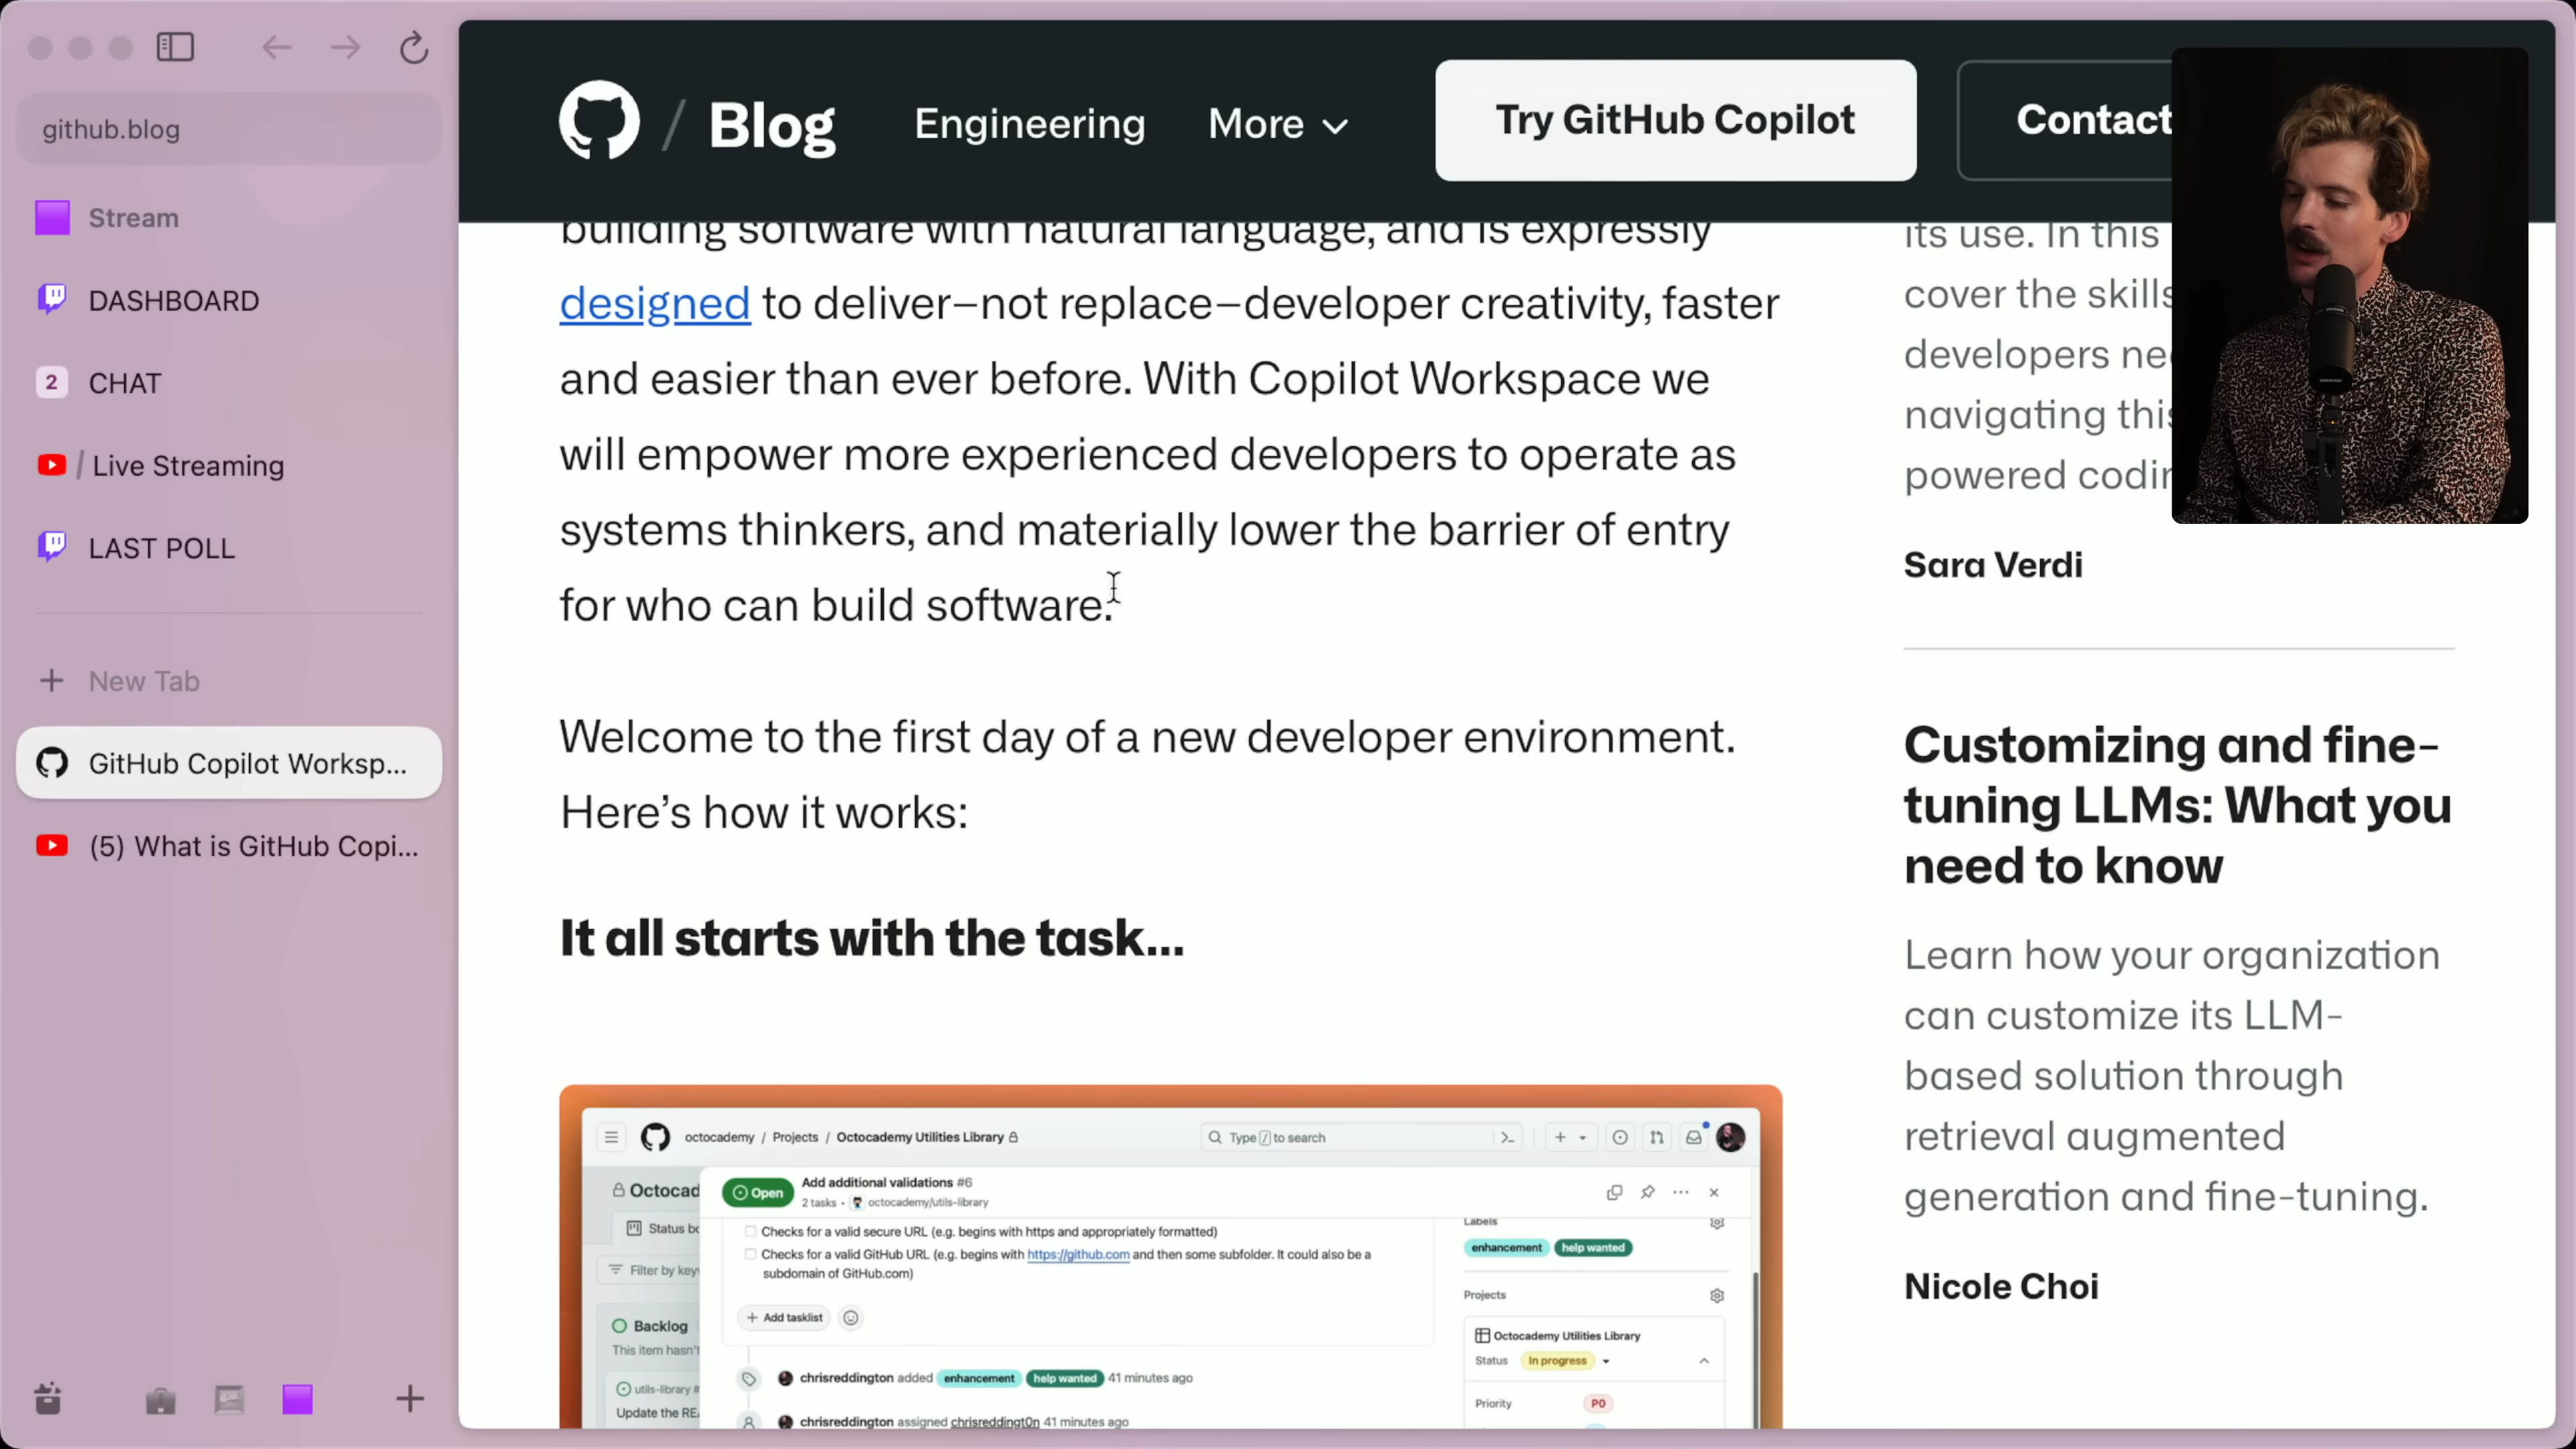 github.blog
Stream
DASHBOARD
2 CHAT
/ Live Streaming
LAST POLL
+ New Tab
GitHub Copilot Worksp...
(5) What is GitHub Copi...
/ Blog
Engineering
More
Try GitHub Copilot
Contact
building software with natural language, and is expressly
designed to deliver–not replace–developer creativity, faster
and easier than ever before. With Copilot Workspace we
will empower more experienced developers to operate as
systems thinkers, and materially lower the barrier of entry
for who can build software.
Welcome to the first day of a new developer environment.
Here’s how it works:
It all starts with the task…
octocademy / Projects / Octocademy Utilities Library
Type / to search
Octocad
Open
Add additional validations #6
2 tasks · octocademy/utils-library
Status bo
Checks for a valid secure URL (e.g. begins with https and appropriately formatted)
Checks for a valid GitHub URL (e.g. begins with https://github.com and then some subfolder. It could also be a
subdomain of GitHub.com)
Filter by key
+ Add tasklist
Backlog
This item hasn't
utils-library #
Update the REA
chrisreddington added enhancement help wanted 41 minutes ago
chrisreddington assigned chrisreddingt0n 41 minutes ago
Labels
enhancement help wanted
Projects
Octocademy Utilities Library
Status In progress
Priority P0
its use. In this
cover the skills
developers nee
navigating this
powered codin
Sara Verdi
Customizing and fine-
tuning LLMs: What you
need to know
Learn how your organization
can customize its LLM-
based solution through
retrieval augmented
generation and fine-tuning.
Nicole Choi